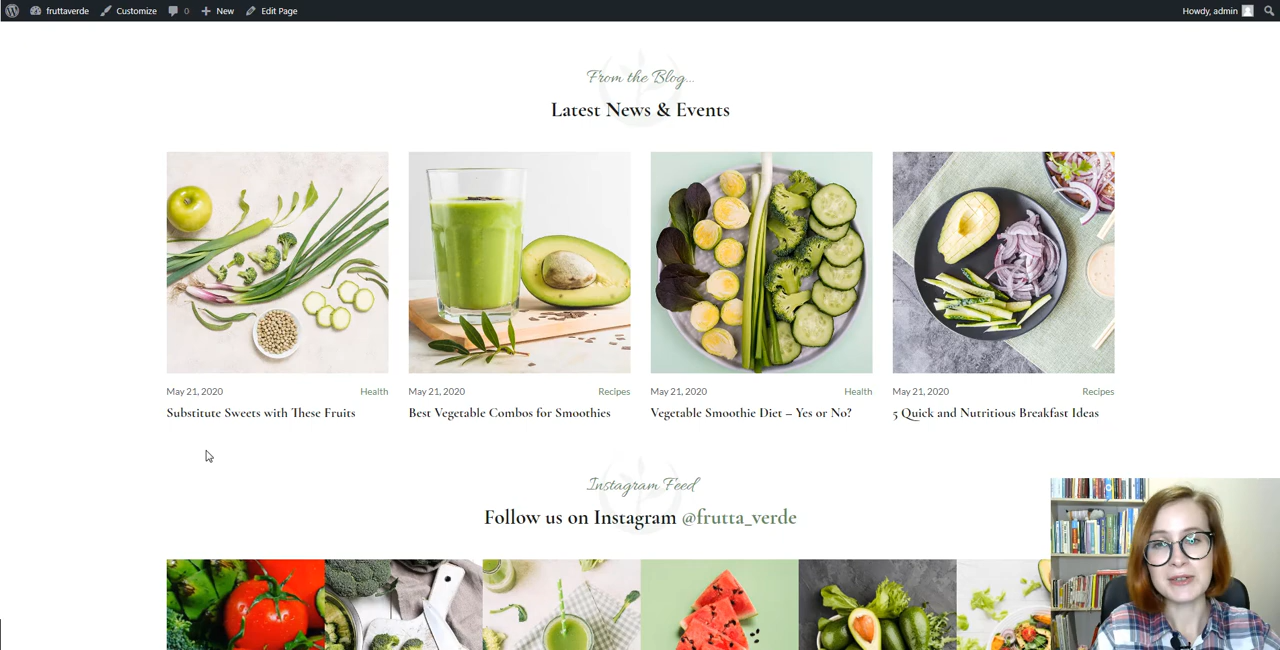 fruttaverde Customize 0 New Edit Page Howdy, admin
From the Blog...
Latest News & Events
May 21, 2020 Health
Substitute Sweets with These Fruits
May 21, 2020 Recipes
Best Vegetable Combos for Smoothies
May 21, 2020 Health
Vegetable Smoothie Diet – Yes or No?
May 21, 2020 Recipes
5 Quick and Nutritious Breakfast Ideas
Instagram Feed
Follow us on Instagram @frutta_verde